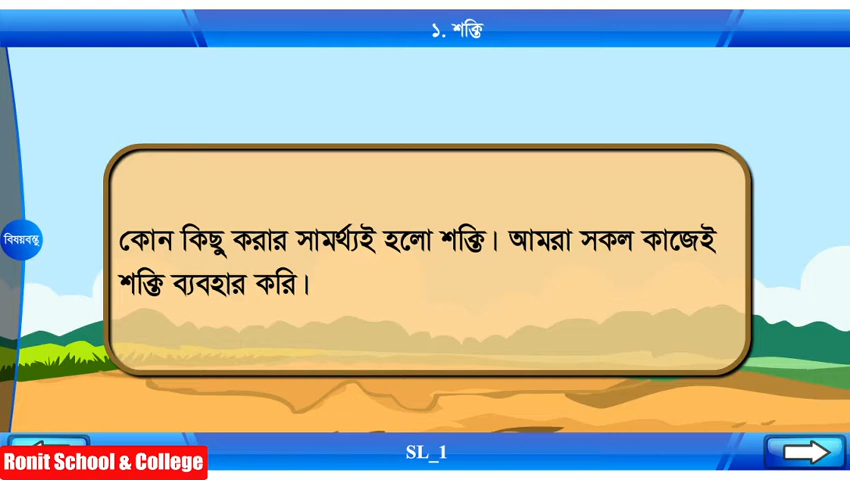 ১. শক্তি
কোন কিছু করার সামর্থ্যই হলো শক্তি। আমরা সকল কাজেই
শক্তি ব্যবহার করি।
বিষয়বস্তু
SL_1
Ronit School & College